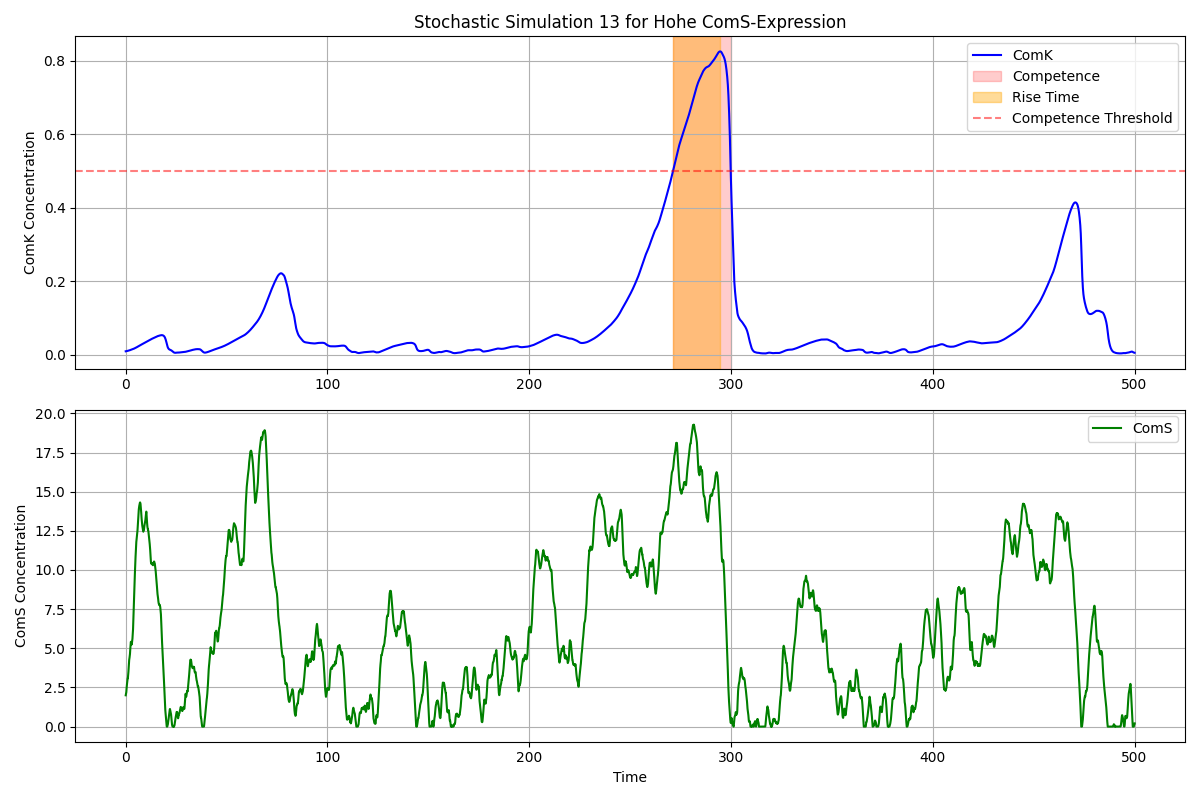 Stochastic Simulation 13 for Hohe ComS-Expression
ComK Concentration
0.8
0.6
0.4
0.2
0.0
ComK
Competence
Rise Time
Competence Threshold
0 100 200 300 400 500
ComS Concentration
20.0
17.5
15.0
12.5
10.0
7.5
5.0
2.5
0.0
ComS
0 100 200 300 400 500
Time